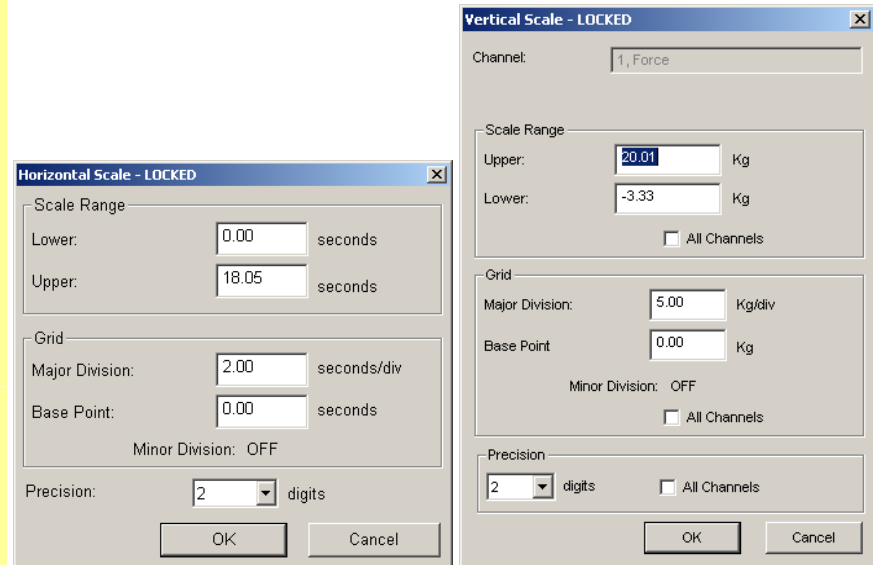 Horizontal Scale - LOCKED
Scale Range
Lower: 0.00 seconds
Upper: 18.05 seconds
Grid
Major Division: 2.00 seconds/div
Base Point: 0.00 seconds
Minor Division: OFF
Precision: 2 digits
OK Cancel
Vertical Scale - LOCKED
Channel: 1, Force
Scale Range
Upper: 20.01 Kg
Lower: -3.33 Kg
All Channels
Grid
Major Division: 5.00 Kg/div
Base Point 0.00 Kg
Minor Division: OFF
All Channels
Precision
2 digits All Channels
OK Cancel